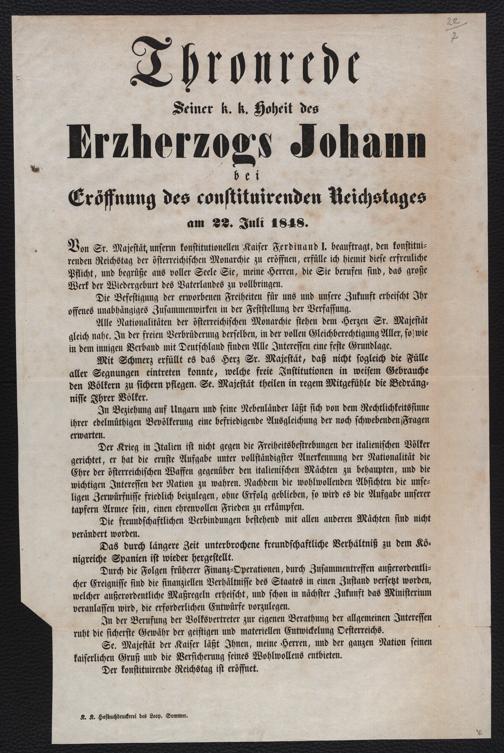 22
7
Thronrede
Seiner k. k. Hoheit des
Erzherzogs Johann
bei
Eröffnung des constituirenden Reichstages
am 22. Juli 1848.
Von Sr. Majestät, unserm konstitutionellen Kaiser Ferdinand I. beauftragt, den konstitui-
renden Reichstag der österreichischen Monarchie zu eröffnen, erfülle ich hiemit diese erfreuliche
Pflicht, und begrüße aus voller Seele Sie, meine Herren, die Sie berufen sind, das große
Werk der Wiedergeburt des Vaterlandes zu vollbringen.
Die Befestigung der erworbenen Freiheiten für uns und unsere Zukunft erheischt Ihr
offenes unabhängiges Zusammenwirken in der Feststellung der Verfassung.
Alle Nationalitäten der österreichischen Monarchie stehen dem Herzen Sr. Majestät
gleich nahe. In der freien Verbrüderung derselben, in der vollen Gleichberechtigung Aller, so wie
in dem innigen Verband mit Deutschland finden Alle Interessen eine feste Grundlage.
Mit Schmerz erfüllt es das Herz Sr. Majestät, daß nicht sogleich die Fülle
aller Segnungen eintreten konnte, welche freie Institutionen in weisem Gebrauche
den Völkern zu sichern pflegen. Se. Majestät theilen in regem Mitgefühle die Bedräng-
nisse Ihrer Völker.
In Beziehung auf Ungarn und seine Nebenländer läßt sich von dem Rechtlichkeitssinne
ihrer edelmüthigen Bevölkerung eine befriedigende Ausgleichung der noch schwebenden Fragen
erwarten.
Der Krieg in Italien ist nicht gegen die Freiheitsbestrebungen der italienischen Völker
gerichtet, er hat die ernste Aufgabe unter vollständigster Anerkennung der Nationalität die
Ehre der österreichischen Waffen gegenüber den italienischen Mächten zu behaupten, und die
wichtigen Interessen der Nation zu wahren. Nachdem die wohlwollenden Absichten die unse-
ligen Zerwürfnisse friedlich beizulegen, ohne Erfolg geblieben, so wird es die Aufgabe unserer
tapfern Armee sein, einen ehrenvollen Frieden zu erkämpfen.
Die freundschaftlichen Verbindungen bestehend mit allen anderen Mächten sind nicht
verändert worden.
Das durch längere Zeit unterbrochene freundschaftliche Verhältniß zu dem Kö-
nigreiche Spanien ist wieder hergestellt.
Durch die Folgen früherer Finanz-Operationen, durch Zusammentreffen außerordentli-
cher Ereignisse sind die finanziellen Verhältnisse des Staates in einen Zustand versetzt worden,
welcher außerordentliche Maßregeln erheischt, und schon in nächster Zukunft das Ministerium
veranlassen wird, die erforderlichen Entwürfe vorzulegen.
In der Berufung der Volksvertreter zur eigenen Berathung der allgemeinen Interessen
ruht die sicherste Gewähr der geistigen und materiellen Entwickelung Oesterreichs.
Se. Majestät der Kaiser läßt Ihnen, meine Herren, und der ganzen Nation seinen
kaiserlichen Gruß und die Versicherung seines Wohlwollens entbieten.
Der konstituirende Reichstag ist eröffnet.
K. K. Hofbuchdruckerei des Leop. Sommer.